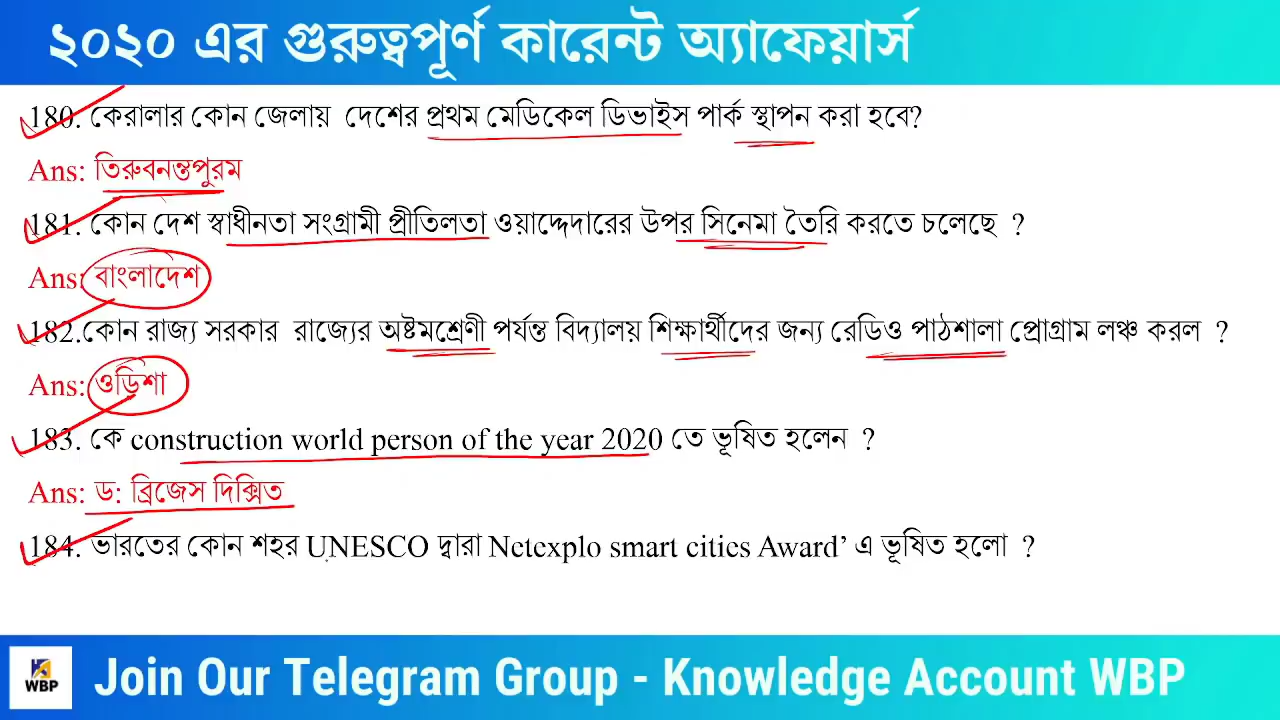 ২০২০ এর গুরুত্বপূর্ণ কারেন্ট অ্যাফেয়ার্স
180. কেরালার কোন জেলায় দেশের প্রথম মেডিকেল ডিভাইস পার্ক স্থাপন করা হবে?
Ans: তিরুবনন্তপুরম
181. কোন দেশ স্বাধীনতা সংগ্রামী প্রীতিলতা ওয়াদ্দেদারের উপর সিনেমা তৈরি করতে চলেছে ?
Ans: বাংলাদেশ
182.কোন রাজ্য সরকার রাজ্যের অষ্টমশ্রেণী পর্যন্ত বিদ্যালয় শিক্ষার্থীদের জন্য রেডিও পাঠশালা প্রোগ্রাম লঞ্চ করল ?
Ans: ওড়িশা
183. কে construction world person of the year 2020 তে ভূষিত হলেন ?
Ans: ড: ব্রিজেস দিক্সিত
184. ভারতের কোন শহর UNESCO দ্বারা Netexplo smart cities Award’ এ ভূষিত হলো ?
WBP Join Our Telegram Group - Knowledge Account WBP